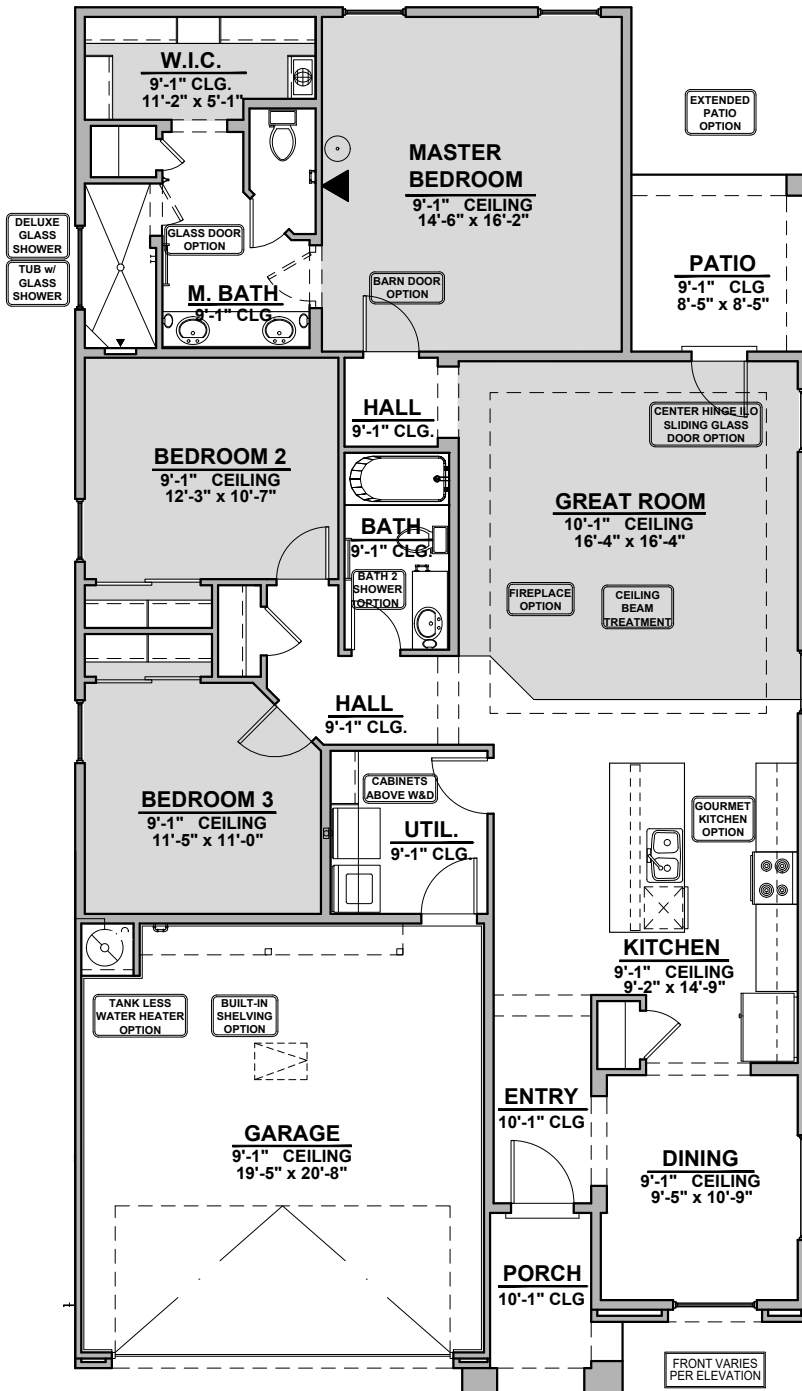 W.I.C.
9'-1" CLG.
11'-2" x 5'-1"
EXTENDED
PATIO
OPTION
MASTER
BEDROOM
9'-1" CEILING
14'-6" x 16'-2"
DELUXE
GLASS
SHOWER
TUB w/
GLASS
SHOWER
GLASS DOOR
OPTION
M. BATH
9'-1" CLG
BARN DOOR
OPTION
PATIO
9'-1" CLG
8'-5" x 8'-5"
HALL
9'-1" CLG.
CENTER HINGE ILO
SLIDING GLASS
DOOR OPTION
BEDROOM 2
9'-1" CEILING
12'-3" x 10'-7"
GREAT ROOM
10'-1" CEILING
16'-4" x 16'-4"
BATH
9'-1" CLG.
BATH 2
SHOWER
OPTION
FIREPLACE
OPTION
CEILING
BEAM
TREATMENT
HALL
9'-1" CLG.
BEDROOM 3
9'-1" CEILING
11'-5" x 11'-0"
CABINETS
ABOVE W&D
UTIL.
9'-1" CLG.
GOURMET
KITCHEN
OPTION
KITCHEN
9'-1" CEILING
9'-2" x 14'-9"
TANK LESS
WATER HEATER
OPTION
BUILT-IN
SHELVING
OPTION
GARAGE
9'-1" CEILING
19'-5" x 20'-8"
ENTRY
10'-1" CLG
DINING
9'-1" CEILING
9'-5" x 10'-9"
PORCH
10'-1" CLG
FRONT VARIES
PER ELEVATION